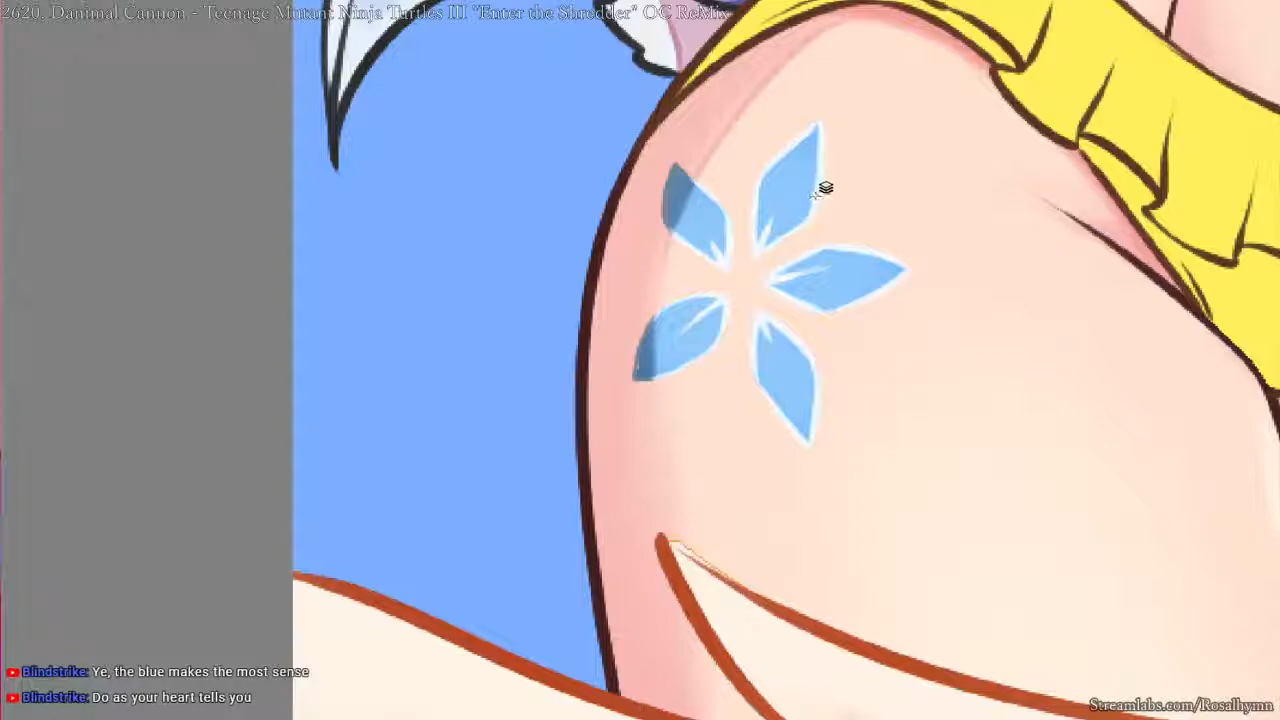 2620. Danimal Cannon - Teenage Mutant Ninja Turtles III "Enter the Shredder" OC ReMix
Blindstrike: Ye, the blue makes the most sense
Blindstrike: Do as your heart tells you
Streamlabs.com/Rosalhymn